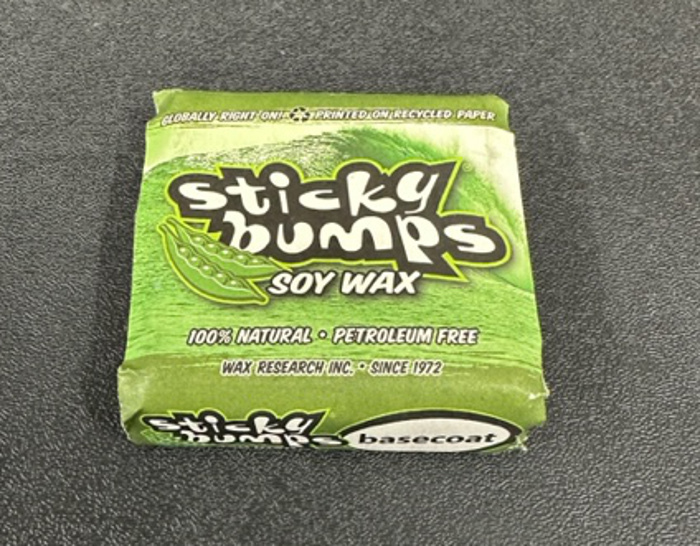 GLOBALLY RIGHT ON! PRINTED ON RECYCLED PAPER
sticky
bumps
SOY WAX
100% NATURAL • PETROLEUM FREE
WAX RESEARCH INC. • SINCE 1972
sticky
bumps
basecoat